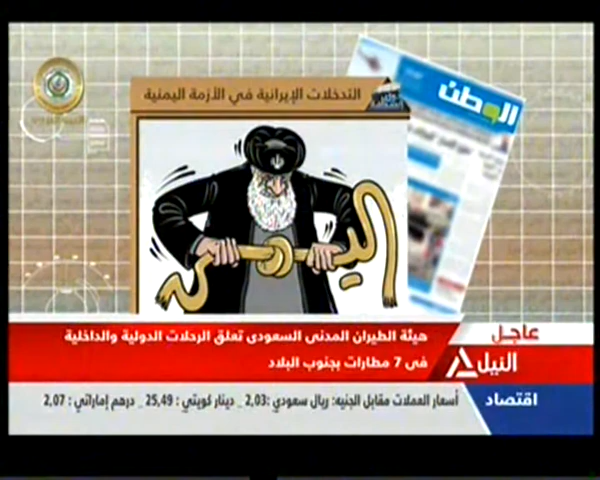 التدخلات الإيرانية في الأزمة اليمنية
الوطن
اليمن
عاجل
هيئة الطيران المدنى السعودى تعلق الرحلات الدولية والداخلية
فى 7 مطارات بجنوب البلاد
النيل
اقتصاد
أسعار العملات مقابل الجنيه: ريال سعودي :2,03 _ دينار كويتي : 25,49 _ درهم إماراتي : 2,07